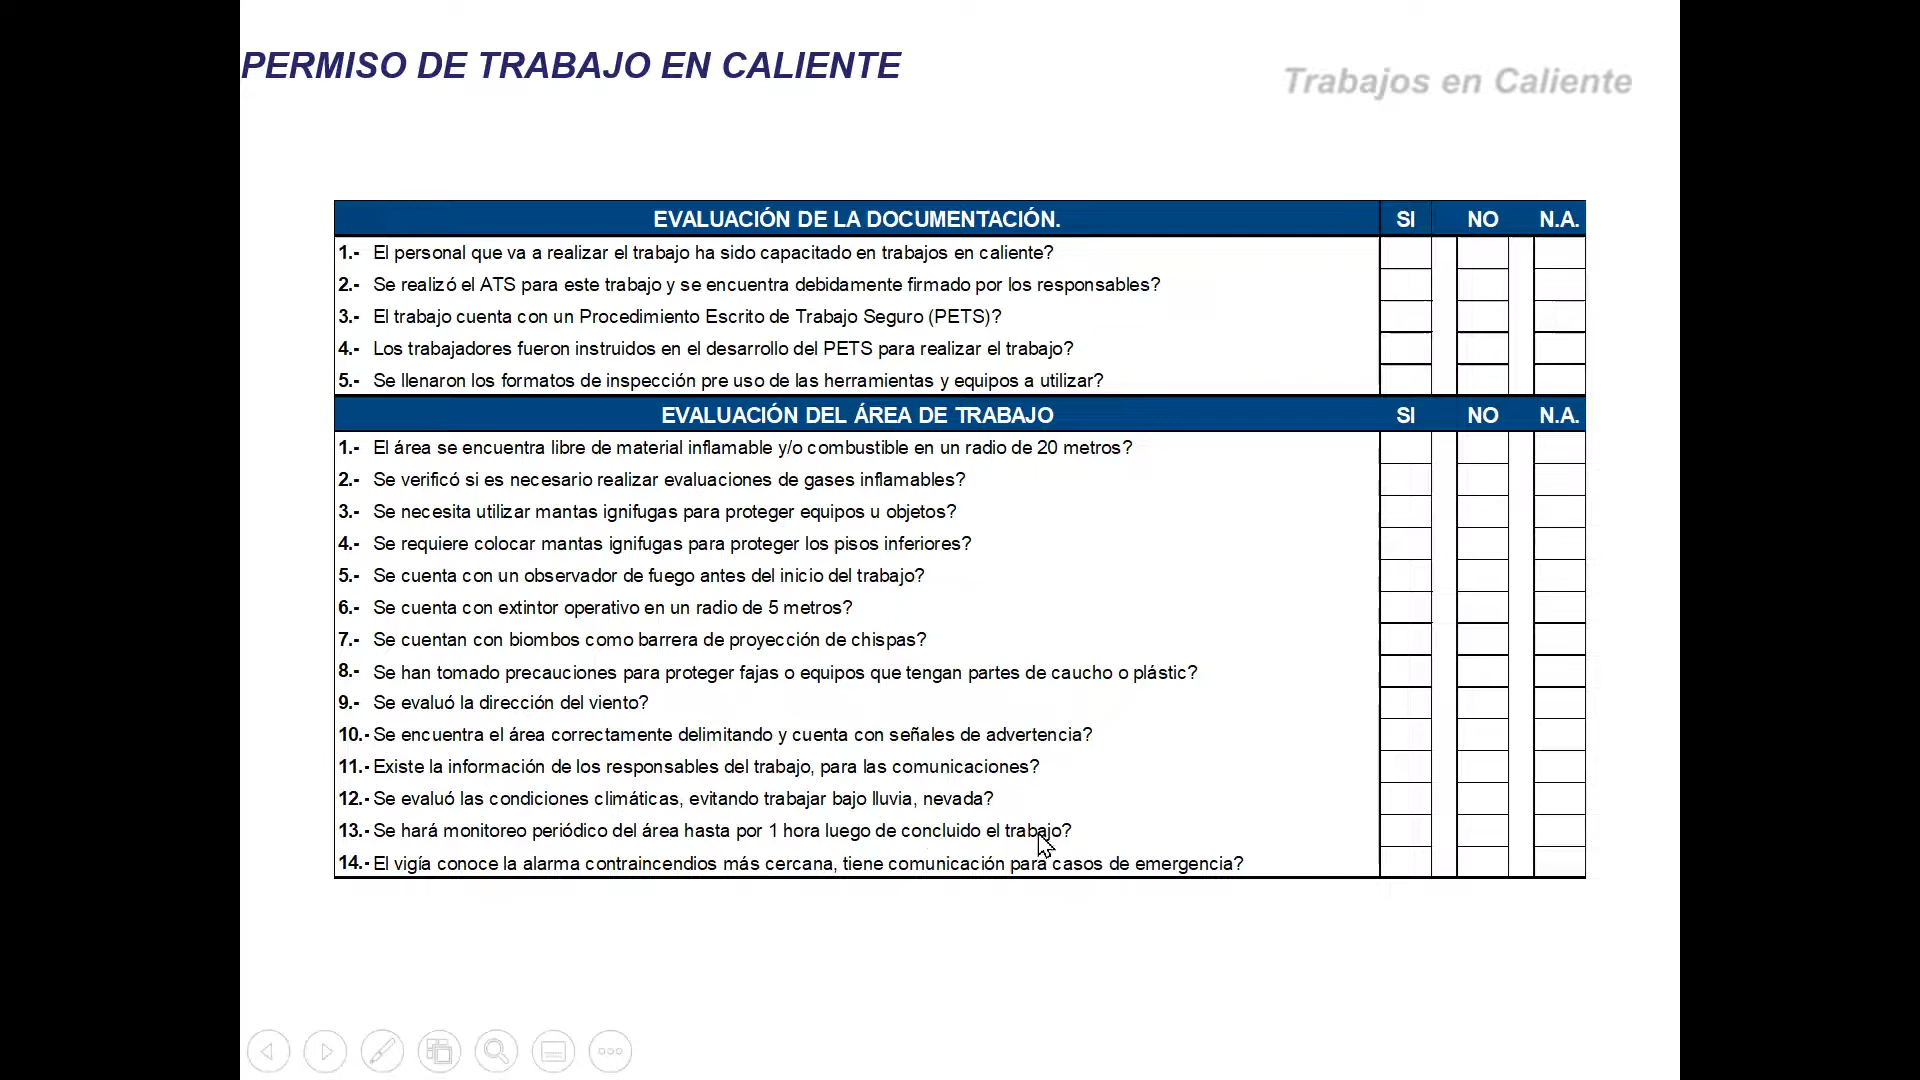 PERMISO DE TRABAJO EN CALIENTE
Trabajos en Caliente
EVALUACIÓN DE LA DOCUMENTACIÓN. SI NO N.A.
1.- El personal que va a realizar el trabajo ha sido capacitado en trabajos en caliente?
2.- Se realizó el ATS para este trabajo y se encuentra debidamente firmado por los responsables?
3.- El trabajo cuenta con un Procedimiento Escrito de Trabajo Seguro (PETS)?
4.- Los trabajadores fueron instruidos en el desarrollo del PETS para realizar el trabajo?
5.- Se llenaron los formatos de inspección pre uso de las herramientas y equipos a utilizar?
EVALUACIÓN DEL ÁREA DE TRABAJO SI NO N.A.
1.- El área se encuentra libre de material inflamable y/o combustible en un radio de 20 metros?
2.- Se verificó si es necesario realizar evaluaciones de gases inflamables?
3.- Se necesita utilizar mantas ignifugas para proteger equipos u objetos?
4.- Se requiere colocar mantas ignifugas para proteger los pisos inferiores?
5.- Se cuenta con un observador de fuego antes del inicio del trabajo?
6.- Se cuenta con extintor operativo en un radio de 5 metros?
7.- Se cuentan con biombos como barrera de proyección de chispas?
8.- Se han tomado precauciones para proteger fajas o equipos que tengan partes de caucho o plástic?
9.- Se evaluó la dirección del viento?
10.- Se encuentra el área correctamente delimitando y cuenta con señales de advertencia?
11.- Existe la información de los responsables del trabajo, para las comunicaciones?
12.- Se evaluó las condiciones climáticas, evitando trabajar bajo lluvia, nevada?
13.- Se hará monitoreo periódico del área hasta por 1 hora luego de concluido el trabajo?
14.- El vigía conoce la alarma contraincendios más cercana, tiene comunicación para casos de emergencia?